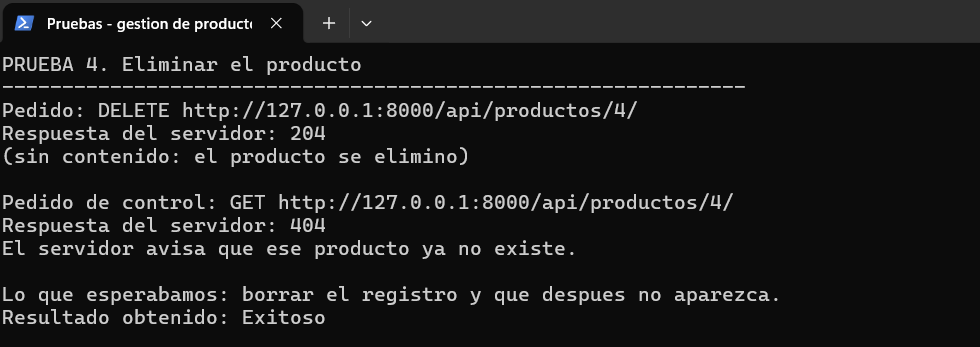 Pruebas - gestion de product
PRUEBA 4. Eliminar el producto
--------------------------------------------------------------
Pedido: DELETE http://127.0.0.1:8000/api/productos/4/
Respuesta del servidor: 204
(sin contenido: el producto se elimino)
Pedido de control: GET http://127.0.0.1:8000/api/productos/4/
Respuesta del servidor: 404
El servidor avisa que ese producto ya no existe.
Lo que esperabamos: borrar el registro y que despues no aparezca.
Resultado obtenido: Exitoso